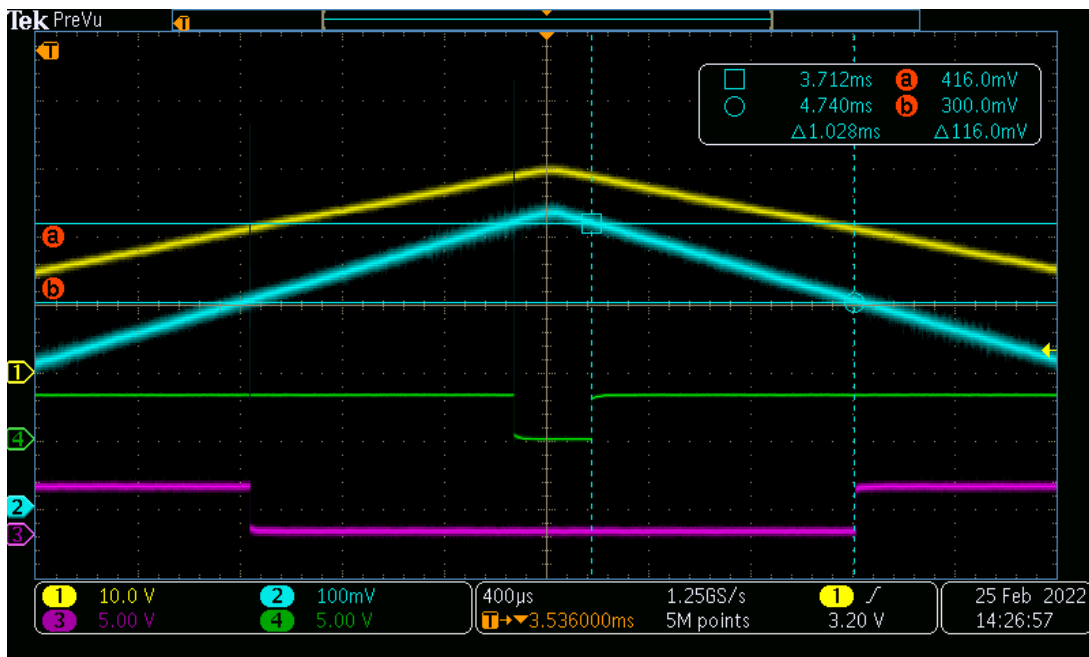 Tek PreVu
T
T
3.712ms a 416.0mV
4.740ms b 300.0mV
Δ1.028ms Δ116.0mV
a
b
1
4
2
3
1 10.0 V 2 100mV
3 5.00 V 4 5.00 V
400µs 1.25GS/s 1 3.20 V
T→▼3.536000ms 5M points
25 Feb 2022
14:26:57